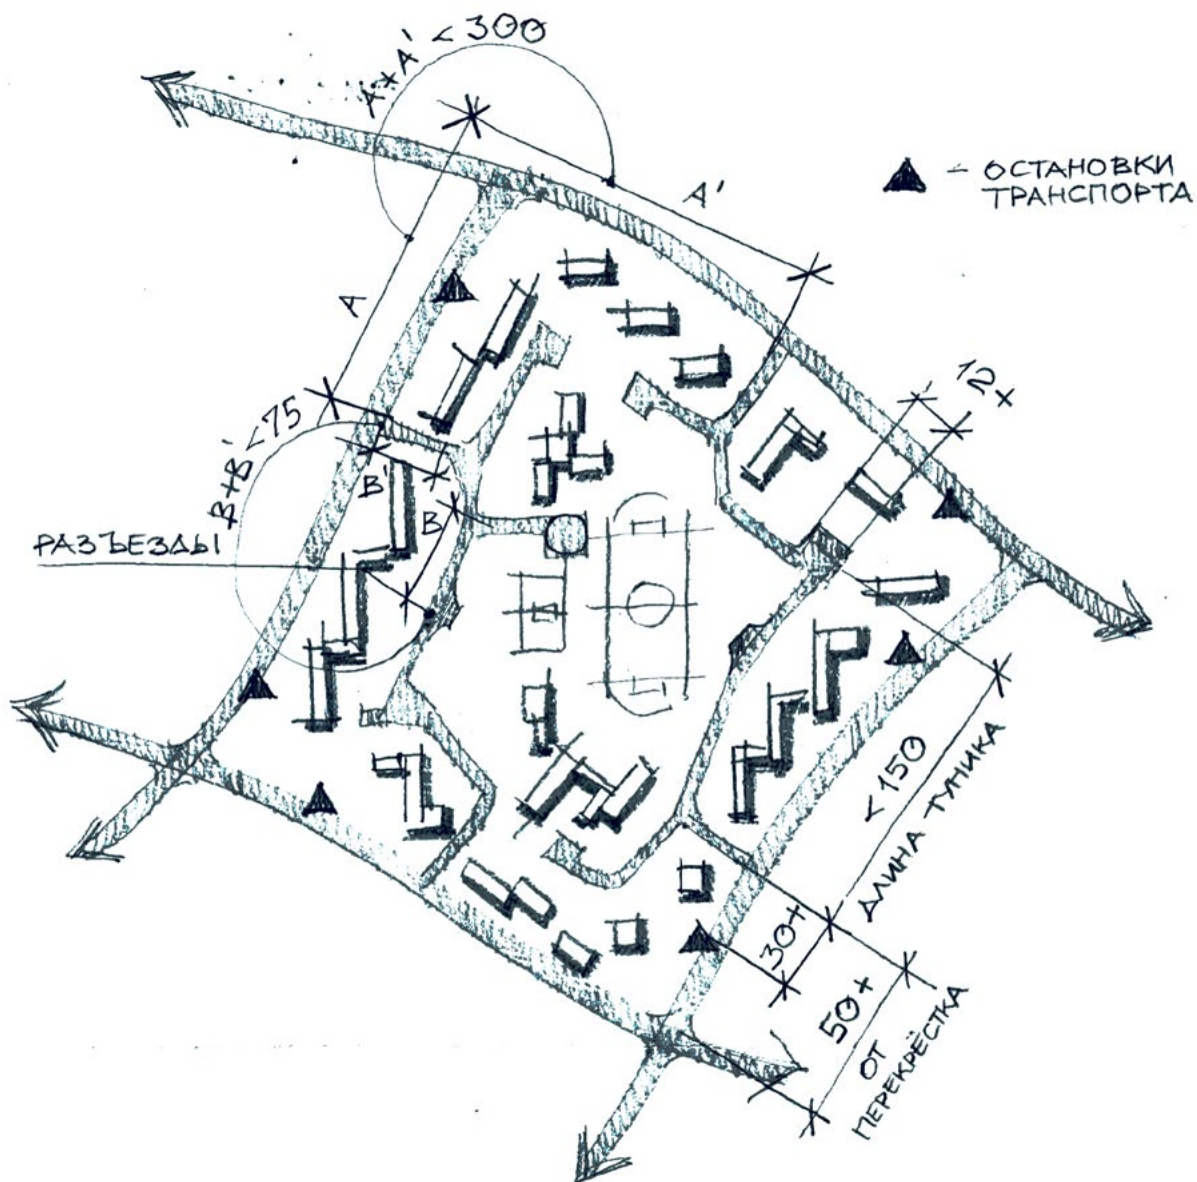 А+А' < 300
А'
▲ – ОСТАНОВКИ
ТРАНСПОРТА
А
12+
В+В' < 75
В'
В
РАЗЪЕЗДЫ
< 150
ДЛИНА ТУПИКА
30+
50+
ОТ
ПЕРЕКРЁСТКА